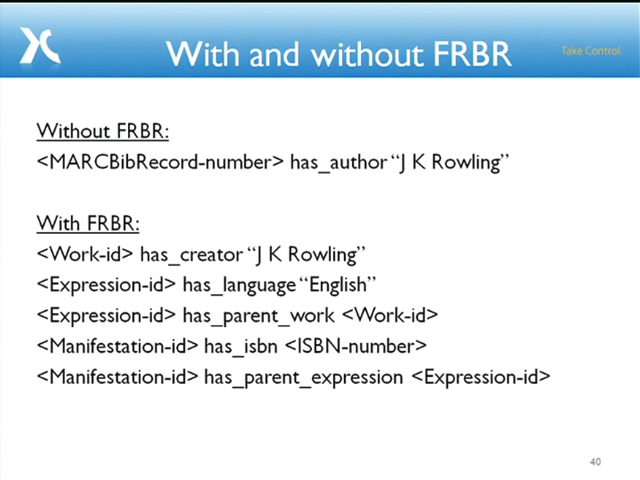 With and without FRBR
Take Control.
Without FRBR:
<MARCBibRecord-number> has_author “J K Rowling”
With FRBR:
<Work-id> has_creator “J K Rowling”
<Expression-id> has_language “English”
<Expression-id> has_parent_work <Work-id>
<Manifestation-id> has_isbn <ISBN-number>
<Manifestation-id> has_parent_expression <Expression-id>
40